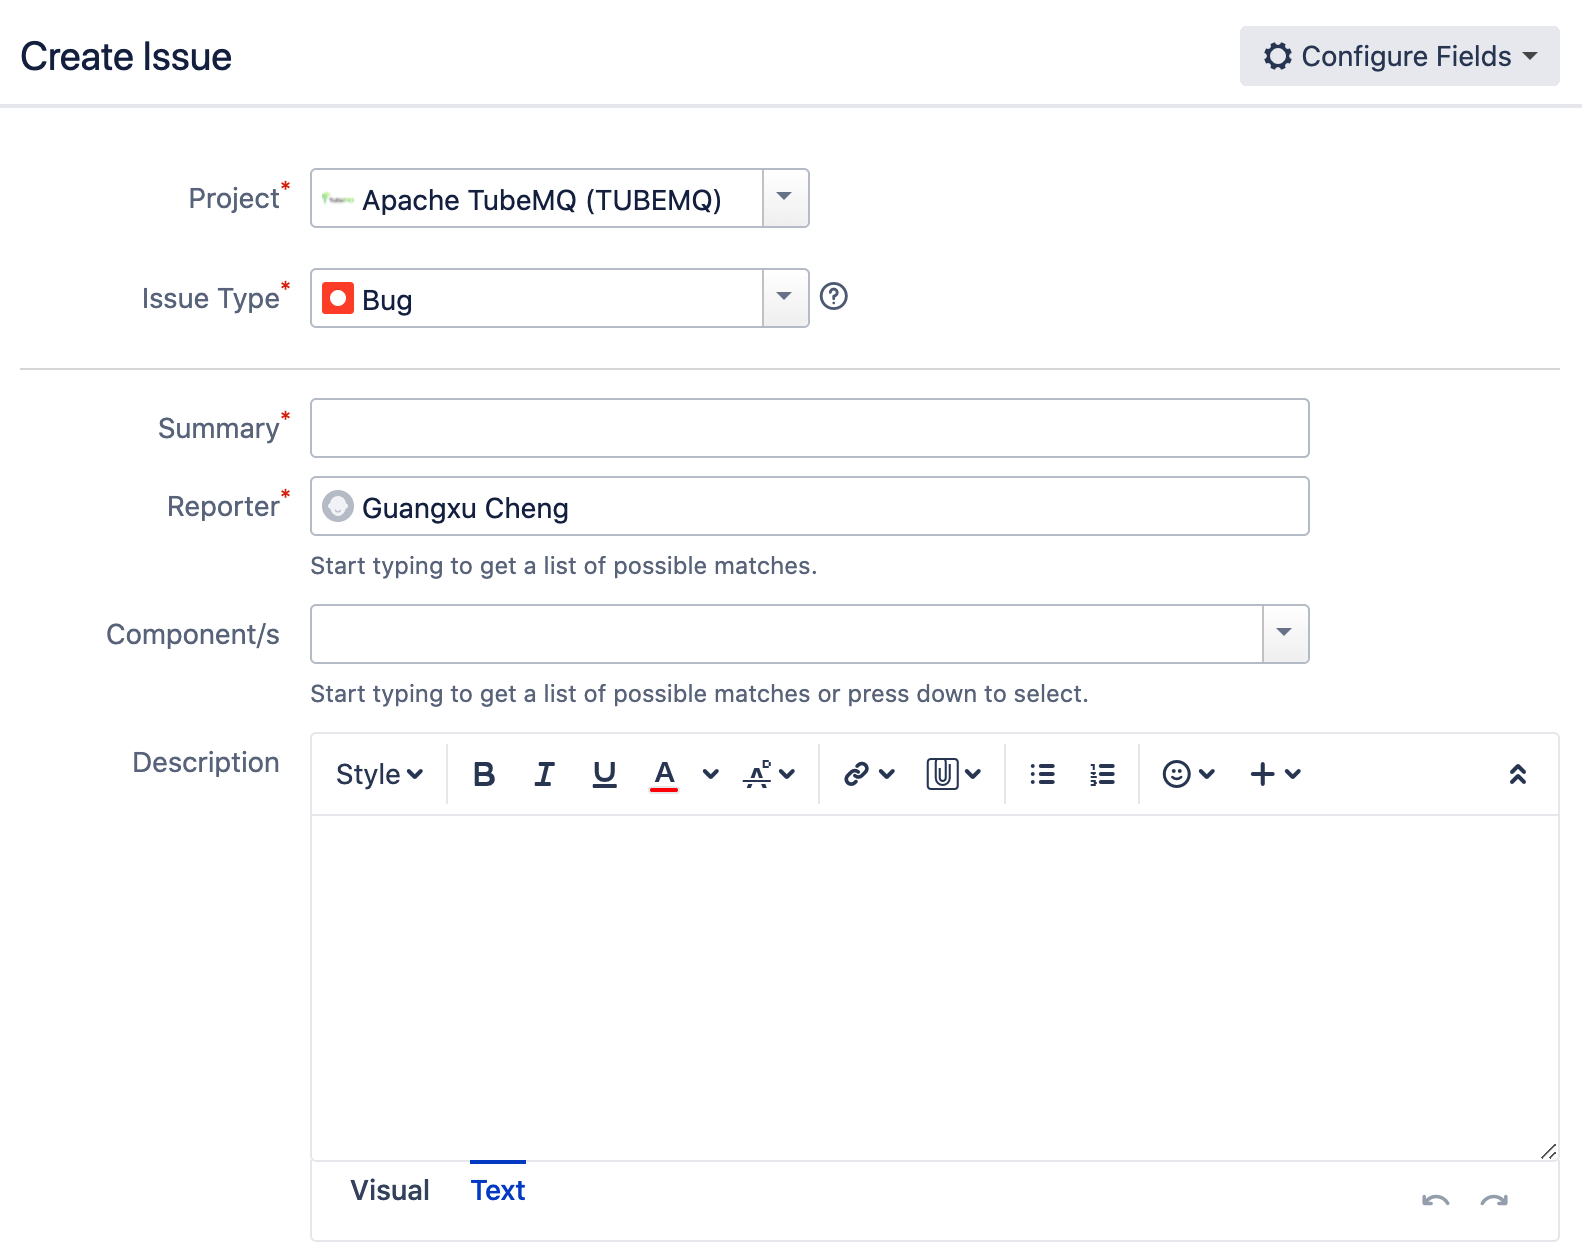 Create Issue
Configure Fields
Project*
Apache TubeMQ (TUBEMQ)
Issue Type*
Bug
Summary*
Reporter*
Guangxu Cheng
Start typing to get a list of possible matches.
Component/s
Start typing to get a list of possible matches or press down to select.
Description
Style
Visual
Text